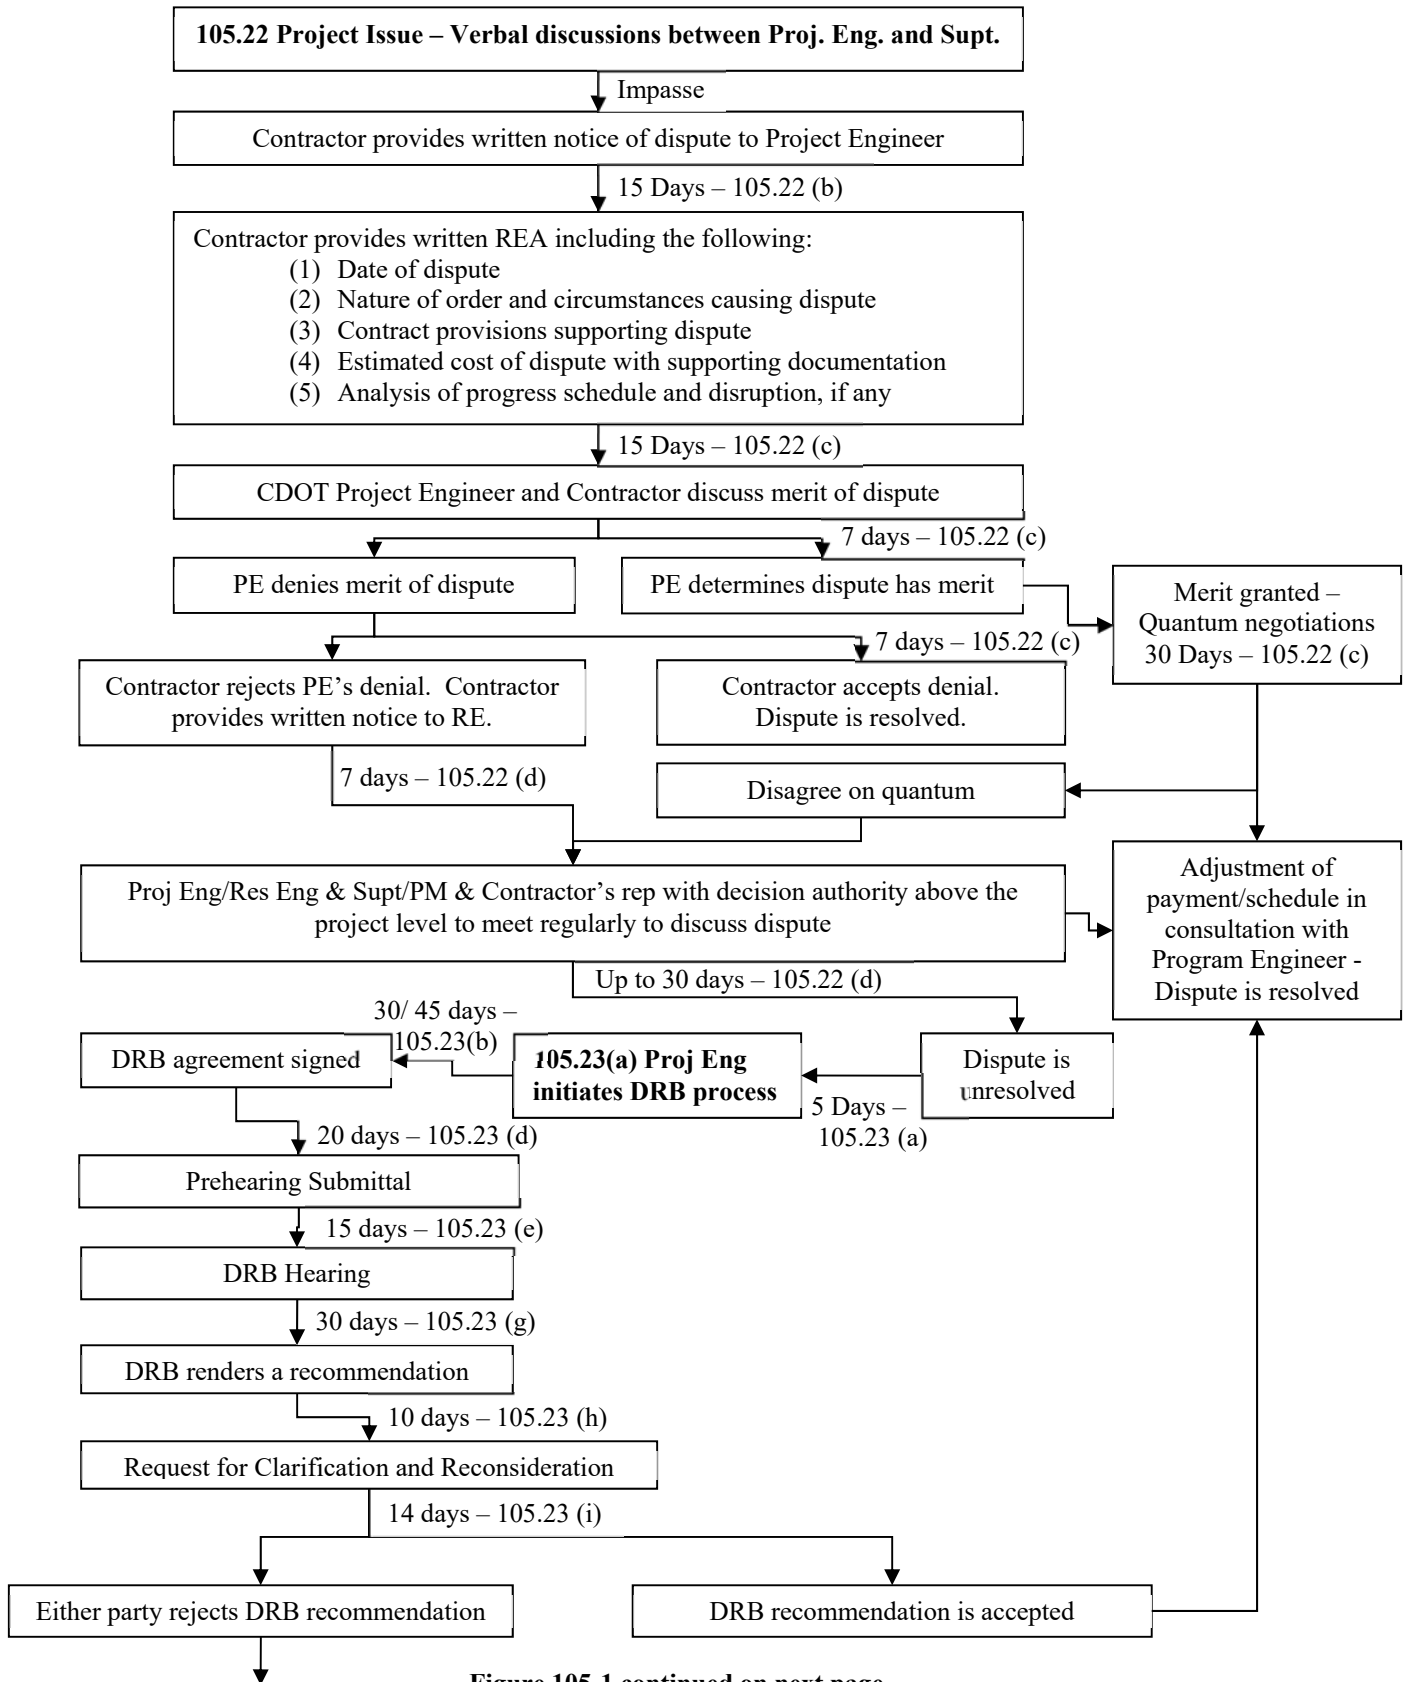 105.22 Project Issue – Verbal discussions between Proj. Eng. and Supt.
Impasse
Contractor provides written notice of dispute to Project Engineer
15 Days – 105.22 (b)
Contractor provides written REA including the following:
(1) Date of dispute
(2) Nature of order and circumstances causing dispute
(3) Contract provisions supporting dispute
(4) Estimated cost of dispute with supporting documentation
(5) Analysis of progress schedule and disruption, if any
15 Days – 105.22 (c)
CDOT Project Engineer and Contractor discuss merit of dispute
7 days – 105.22 (c)
PE denies merit of dispute
PE determines dispute has merit
Merit granted –
Quantum negotiations
30 Days – 105.22 (c)
7 days – 105.22 (c)
Contractor rejects PE’s denial. Contractor
provides written notice to RE.
Contractor accepts denial.
Dispute is resolved.
7 days – 105.22 (d)
Disagree on quantum
Proj Eng/Res Eng & Supt/PM & Contractor’s rep with decision authority above the
project level to meet regularly to discuss dispute
Adjustment of
payment/schedule in
consultation with
Program Engineer -
Dispute is resolved
Up to 30 days – 105.22 (d)
30/ 45 days –
105.23(b)
DRB agreement signed
105.23(a) Proj Eng
initiates DRB process
Dispute is
unresolved
5 Days –
105.23 (a)
20 days – 105.23 (d)
Prehearing Submittal
15 days – 105.23 (e)
DRB Hearing
30 days – 105.23 (g)
DRB renders a recommendation
10 days – 105.23 (h)
Request for Clarification and Reconsideration
14 days – 105.23 (i)
Either party rejects DRB recommendation
DRB recommendation is accepted
Figure 105-1 continued on next page